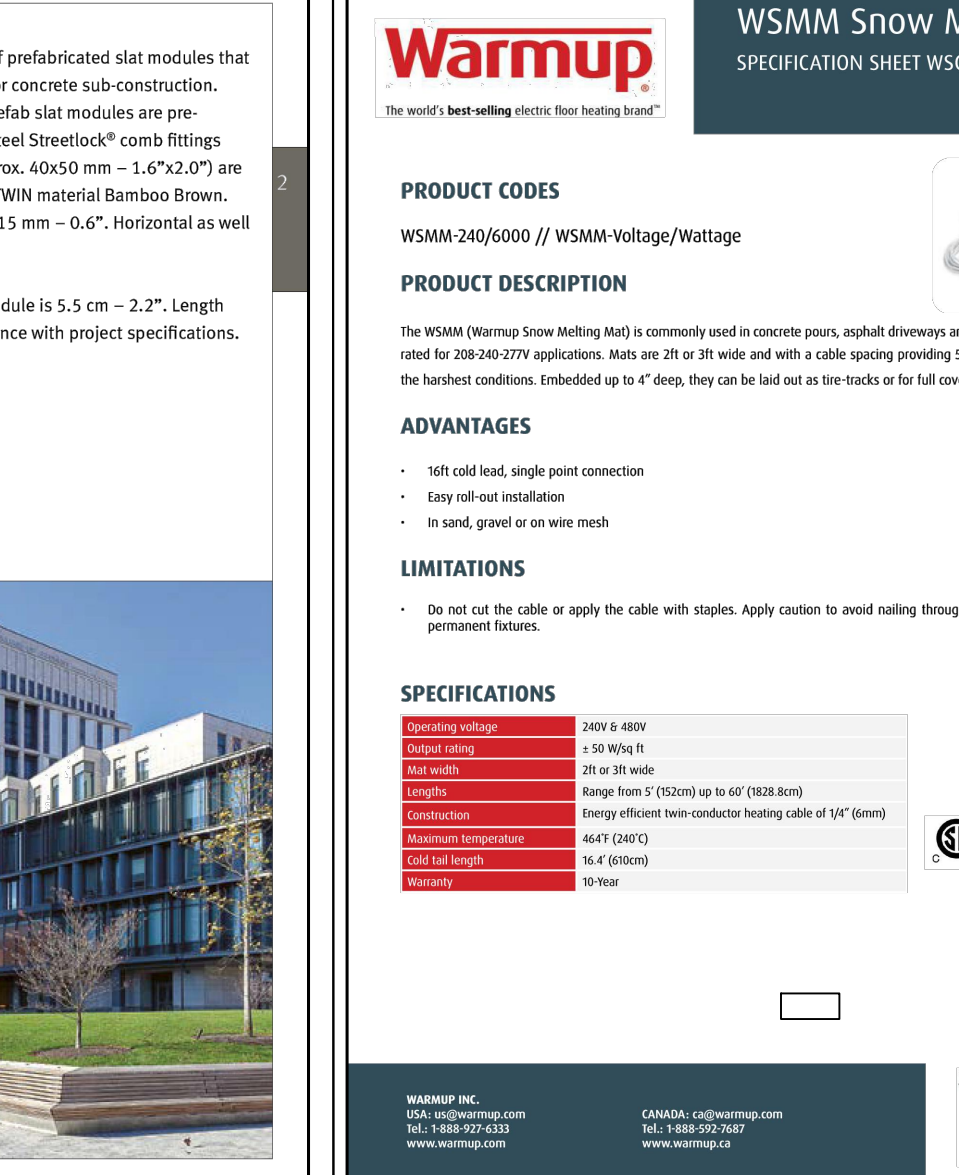 f prefabricated slat modules that
or concrete sub-construction.
efab slat modules are pre-
teel Streetlock® comb fittings
rox. 40x50 mm – 1.6”x2.0”) are
TWIN material Bamboo Brown.
15 mm – 0.6”. Horizontal as well
dule is 5.5 cm – 2.2”. Length
nce with project specifications.
2
Warmup®
The world's best-selling electric floor heating brand™
WSMM Snow M
SPECIFICATION SHEET WS
PRODUCT CODES
WSMM-240/6000 // WSMM-Voltage/Wattage
PRODUCT DESCRIPTION
The WSMM (Warmup Snow Melting Mat) is commonly used in concrete pours, asphalt driveways a
rated for 208-240-277V applications. Mats are 2ft or 3ft wide and with a cable spacing providing 5
the harshest conditions. Embedded up to 4” deep, they can be laid out as tire-tracks or for full cov
ADVANTAGES
• 16ft cold lead, single point connection
• Easy roll-out installation
• In sand, gravel or on wire mesh
LIMITATIONS
• Do not cut the cable or apply the cable with staples. Apply caution to avoid nailing throug
permanent fixtures.
SPECIFICATIONS
Operating voltage 240V & 480V
Output rating ± 50 W/sq ft
Mat width 2ft or 3ft wide
Lengths Range from 5’ (152cm) up to 60’ (1828.8cm)
Construction Energy efficient twin-conductor heating cable of 1/4” (6mm)
Maximum temperature 464˚F (240˚C)
Cold tail length 16.4’ (610cm)
Warranty 10-Year
C
WARMUP INC.
USA: us@warmup.com
Tel.: 1-888-927-6333
www.warmup.com
CANADA: ca@warmup.com
Tel.: 1-888-592-7687
www.warmup.ca